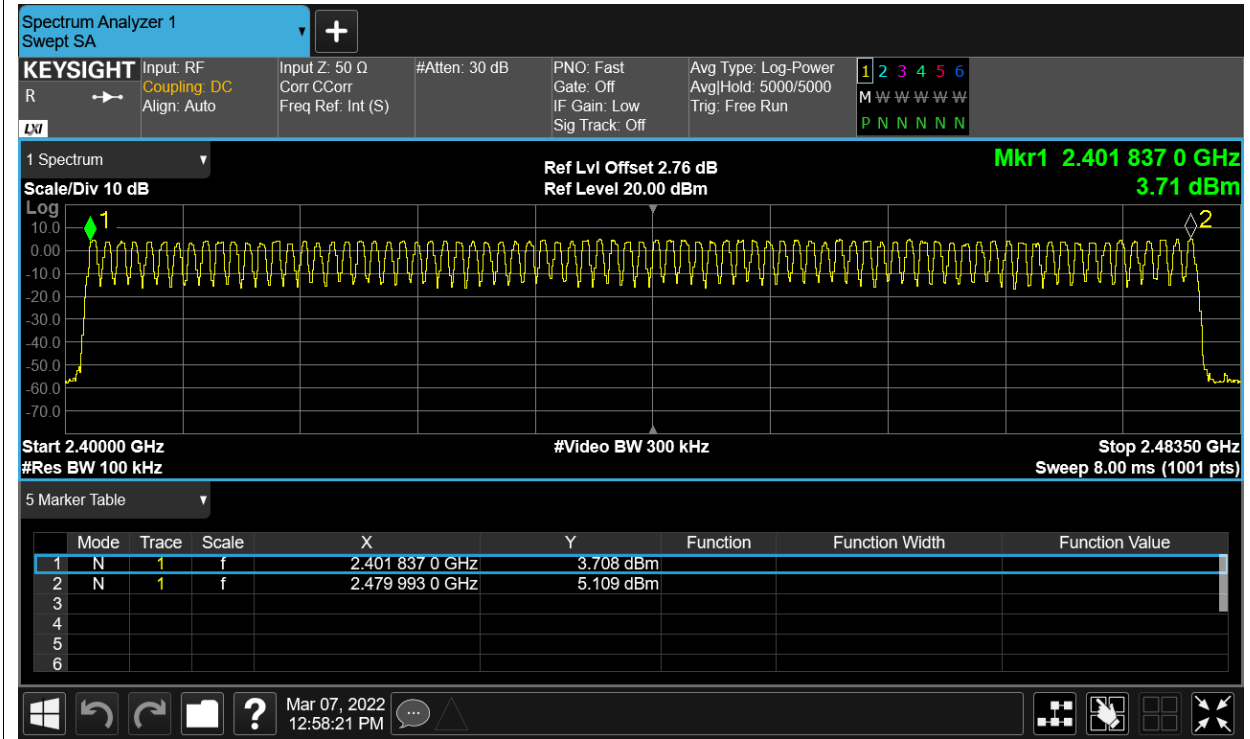 Spectrum Analyzer 1
Swept SA
+
KEYSIGHT
R
LXI
Input: RF
Coupling: DC
Align: Auto
Input Z: 50 Ω
Corr CCorr
Freq Ref: Int (S)
#Atten: 30 dB
PNO: Fast
Gate: Off
IF Gain: Low
Sig Track: Off
Avg Type: Log-Power
Avg|Hold: 5000/5000
Trig: Free Run
1 2 3 4 5 6
M W W W W W
P N N N N N
1 Spectrum
Scale/Div 10 dB
Ref Lvl Offset 2.76 dB
Ref Level 20.00 dBm
Mkr1 2.401 837 0 GHz
3.71 dBm
Log
10.0
0.00
-10.0
-20.0
-30.0
-40.0
-50.0
-60.0
-70.0
1
2
Start 2.40000 GHz
#Res BW 100 kHz
#Video BW 300 kHz
Stop 2.48350 GHz
Sweep 8.00 ms (1001 pts)
5 Marker Table
Mode Trace Scale X Y Function Function Width Function Value
1 N 1 f 2.401 837 0 GHz 3.708 dBm
2 N 1 f 2.479 993 0 GHz 5.109 dBm
3
4
5
6
?
Mar 07, 2022
12:58:21 PM